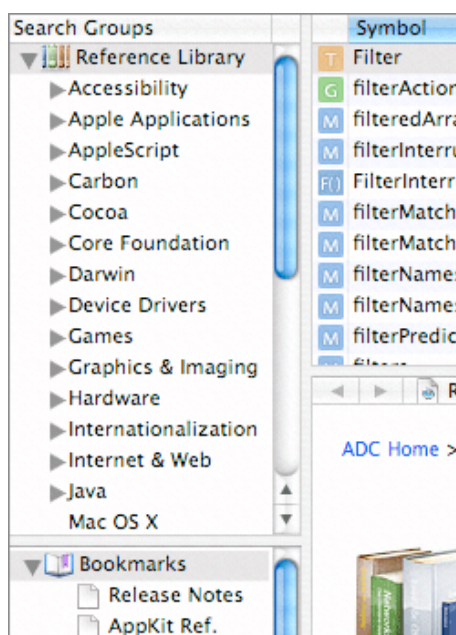 Search Groups
Reference Library
Accessibility
Apple Applications
AppleScript
Carbon
Cocoa
Core Foundation
Darwin
Device Drivers
Games
Graphics & Imaging
Hardware
Internationalization
Internet & Web
Java
Mac OS X
Bookmarks
Release Notes
AppKit Ref.
Symbol
T Filter
G filterAction
M filteredArra
M filterInterru
F() FilterInterr
M filterMatch
M filterMatch
M filterNames
M filterNames
M filterPredic
R
ADC Home >